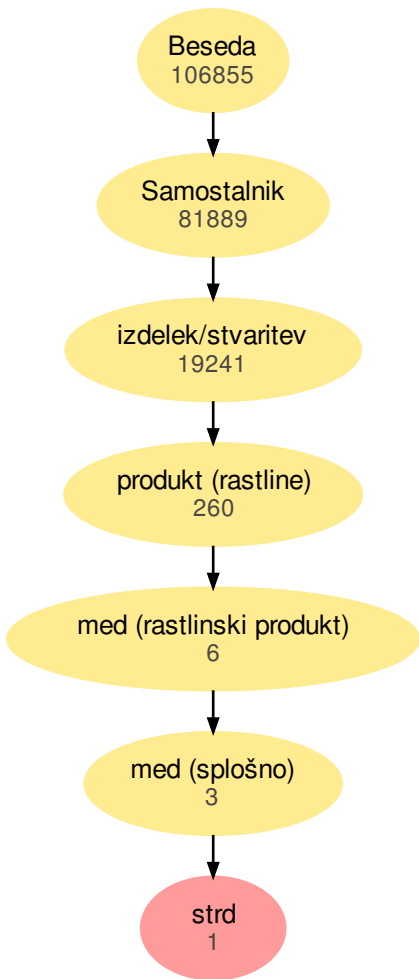 Beseda
106855
Samostalnik
81889
izdelek/stvaritev
19241
produkt (rastline)
260
med (rastlinski produkt)
6
med (splošno)
3
strd
1